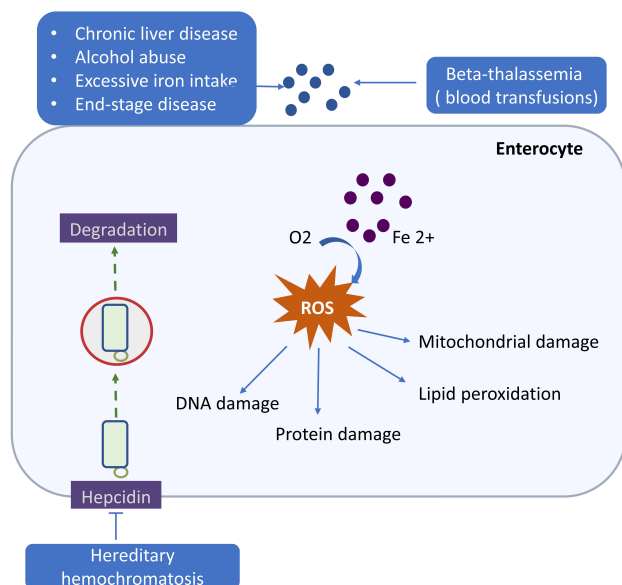 • Chronic liver disease
• Alcohol abuse
• Excessive iron intake
• End-stage disease
Beta-thalassemia
( blood transfusions)
Enterocyte
Degradation
O2
Fe 2+
ROS
Mitochondrial damage
Lipid peroxidation
DNA damage
Protein damage
Hepcidin
Hereditary
hemochromatosis